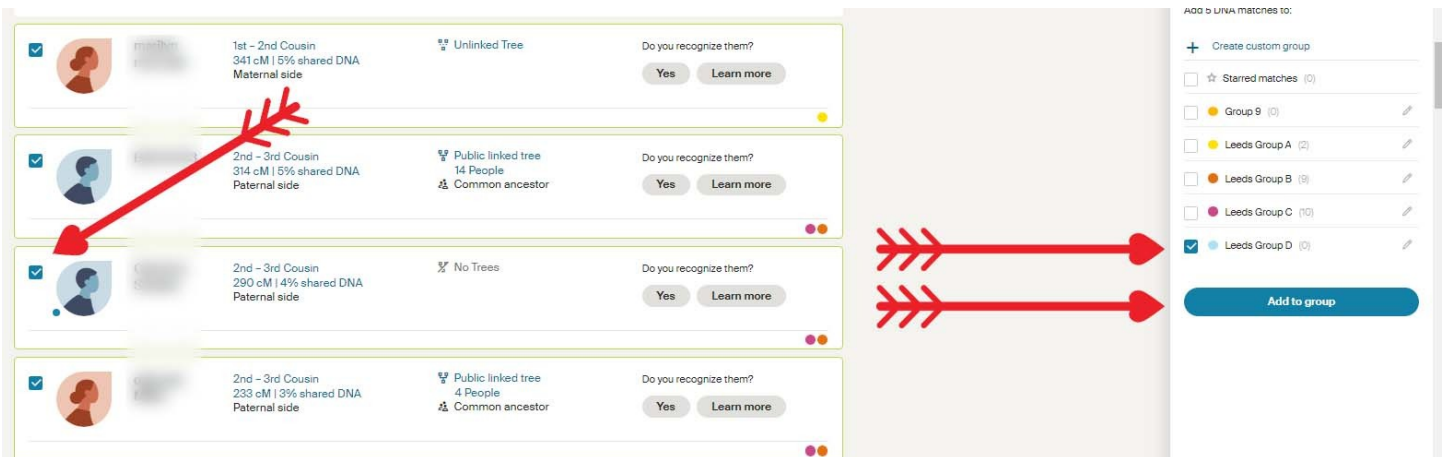 1st – 2nd Cousin
341 cM | 5% shared DNA
Maternal side
Unlinked Tree
Do you recognize them?
Yes
Learn more
2nd – 3rd Cousin
314 cM | 5% shared DNA
Paternal side
Public linked tree
14 People
Common ancestor
Do you recognize them?
Yes
Learn more
2nd – 3rd Cousin
290 cM | 4% shared DNA
Paternal side
No Trees
Do you recognize them?
Yes
Learn more
2nd – 3rd Cousin
233 cM | 3% shared DNA
Paternal side
Public linked tree
4 People
Common ancestor
Do you recognize them?
Yes
Learn more
Add 5 DNA matches to:
+ Create custom group
Starred matches (0)
Group 9 (0)
Leeds Group A (2)
Leeds Group B (9)
Leeds Group C (10)
Leeds Group D (0)
Add to group